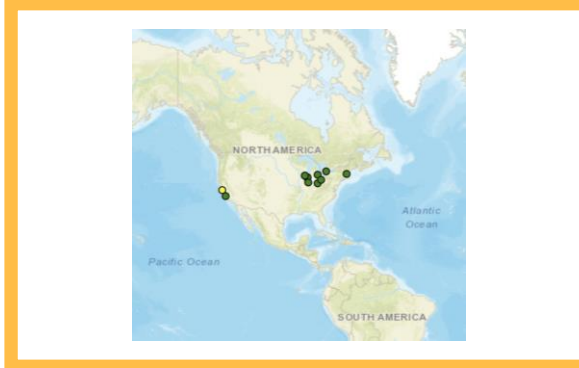 NORTH AMERICA
Atlantic
Ocean
Pacific Ocean
SOUTH AMERICA